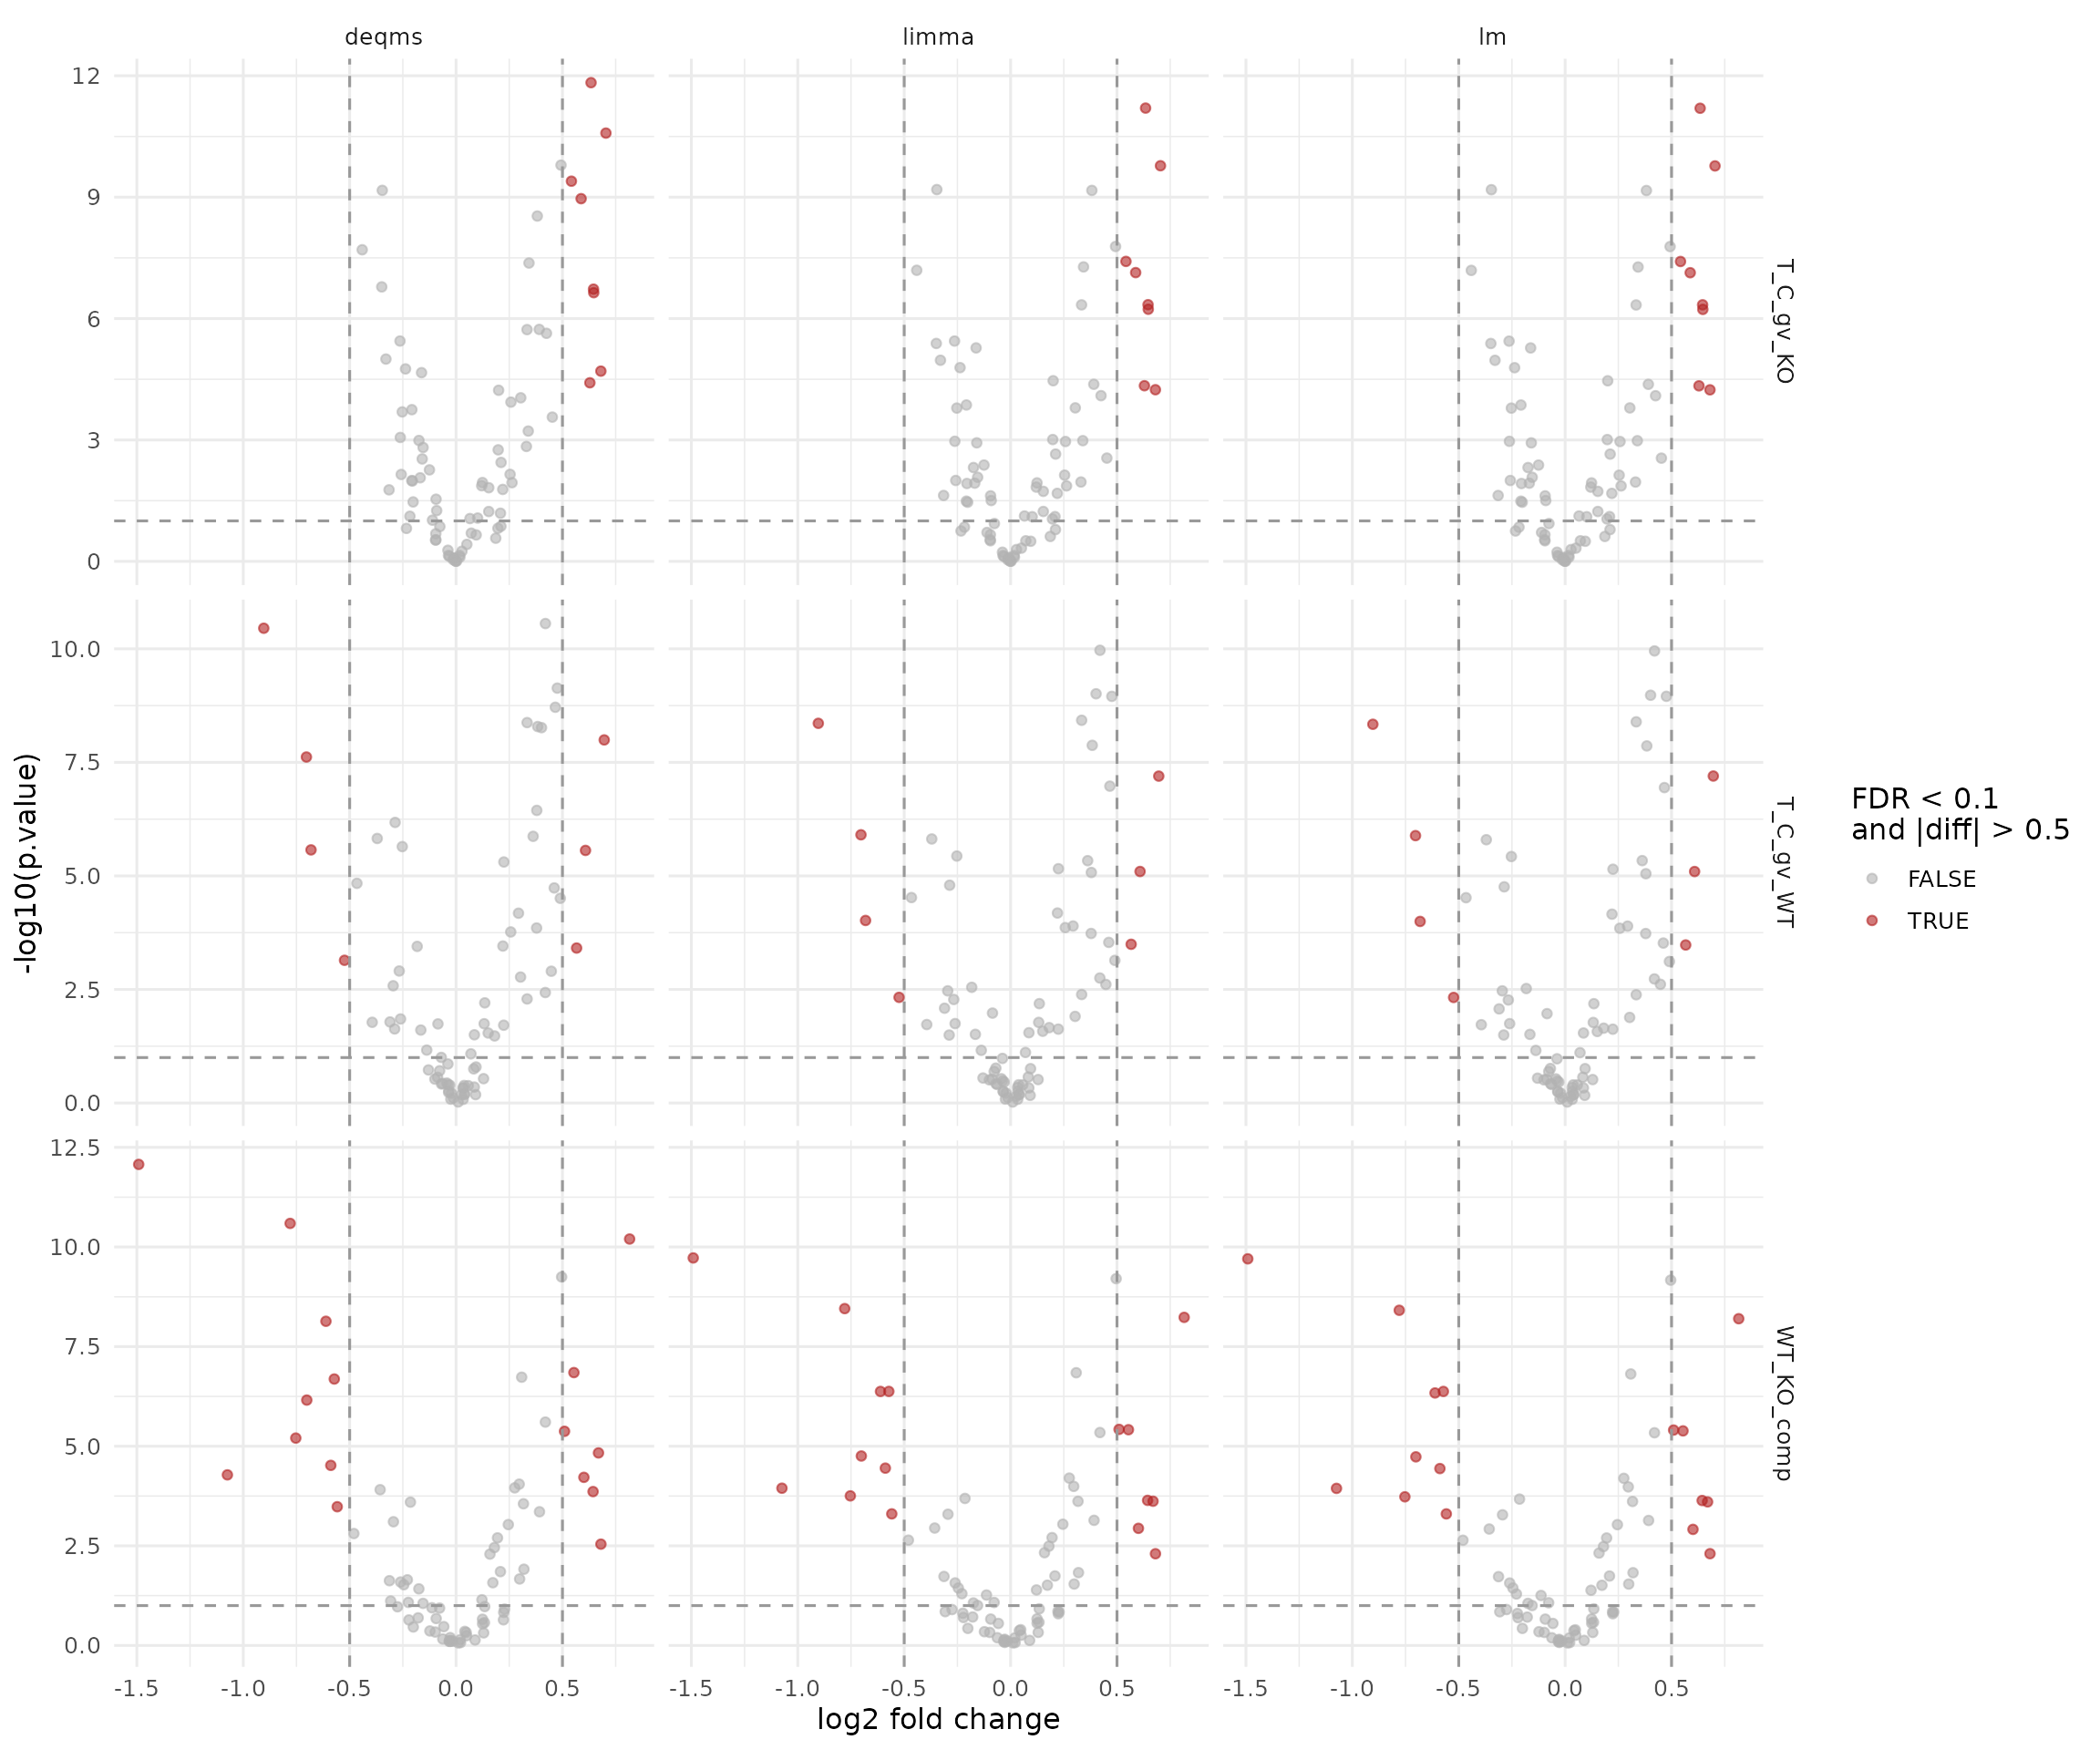 deqms limma lm
12
9
6
3
0
T_C_gv_KO
10.0
7.5
5.0
2.5
0.0
T_C_gv_WT
12.5
10.0
7.5
5.0
2.5
0.0
WT_KO_comp
-1.5 -1.0 -0.5 0.0 0.5 -1.5 -1.0 -0.5 0.0 0.5 -1.5 -1.0 -0.5 0.0 0.5
log2 fold change
-log10(p.value)
FDR < 0.1
and |diff| > 0.5
FALSE
TRUE